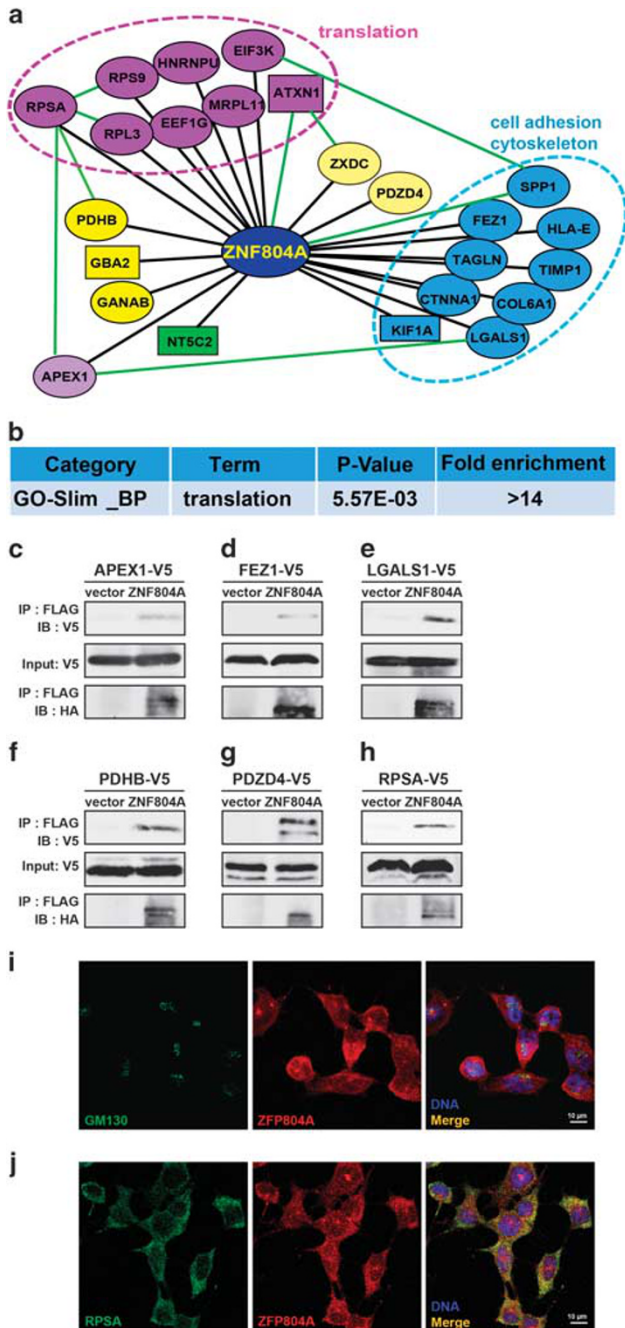 a
translation
HNRNPU
EIF3K
RPS9
RPSA
MRPL11
ATXN1
EEF1G
RPL3
cell adhesion
cytoskeleton
ZXDC
SPP1
PDZD4
PDHB
FEZ1
HLA-E
ZNF804A
GBA2
TAGLN
TIMP1
GANAB
CTNNA1
COL6A1
NT5C2
KIF1A
LGALS1
APEX1
b
Category Term P-Value Fold enrichment
GO-Slim _BP translation 5.57E-03 >14
c d e
APEX1-V5 FEZ1-V5 LGALS1-V5
vector ZNF804A vector ZNF804A vector ZNF804A
IP : FLAG
IB : V5
Input: V5
IP : FLAG
IB : HA
f g h
PDHB-V5 PDZD4-V5 RPSA-V5
vector ZNF804A vector ZNF804A vector ZNF804A
IP : FLAG
IB : V5
Input: V5
IP : FLAG
IB : HA
i
GM130 ZFP804A DNA
Merge 10 μm
j
RPSA ZFP804A DNA
Merge 10 μm